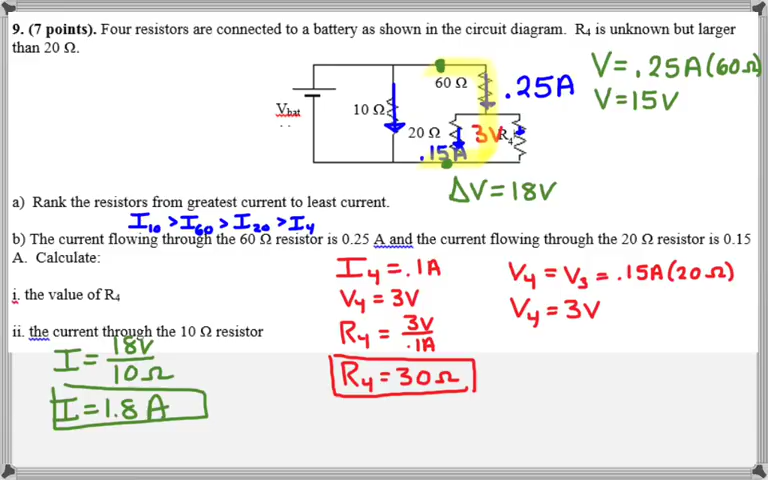 9. (7 points). Four resistors are connected to a battery as shown in the circuit diagram. R4 is unknown but larger
than 20 Ω.
V=.25A(60Ω)
V=15V
60 Ω
.25A
Vbat
10 Ω
20 Ω
3V
R4
.15A
ΔV=18V
a) Rank the resistors from greatest current to least current.
I10 > I60 > I20 > I4
b) The current flowing through the 60 Ω resistor is 0.25 A and the current flowing through the 20 Ω resistor is 0.15
A. Calculate:
i. the value of R4
ii. the current through the 10 Ω resistor
I4=.1A
V4=3V
R4=3V/.1A
R4=30Ω
V4=V3=.15A(20Ω)
V4=3V
I=18V/10Ω
I=1.8A